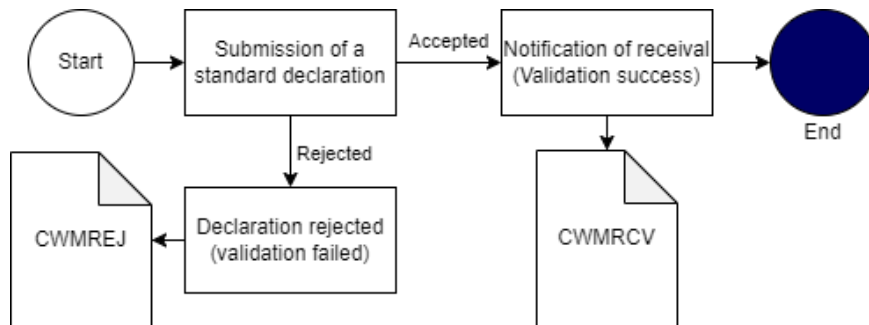 Start
Submission of a
standard declaration
Accepted
Notification of receival
(Validation success)
End
Rejected
CWMREJ
Declaration rejected
(validation failed)
CWMRCV